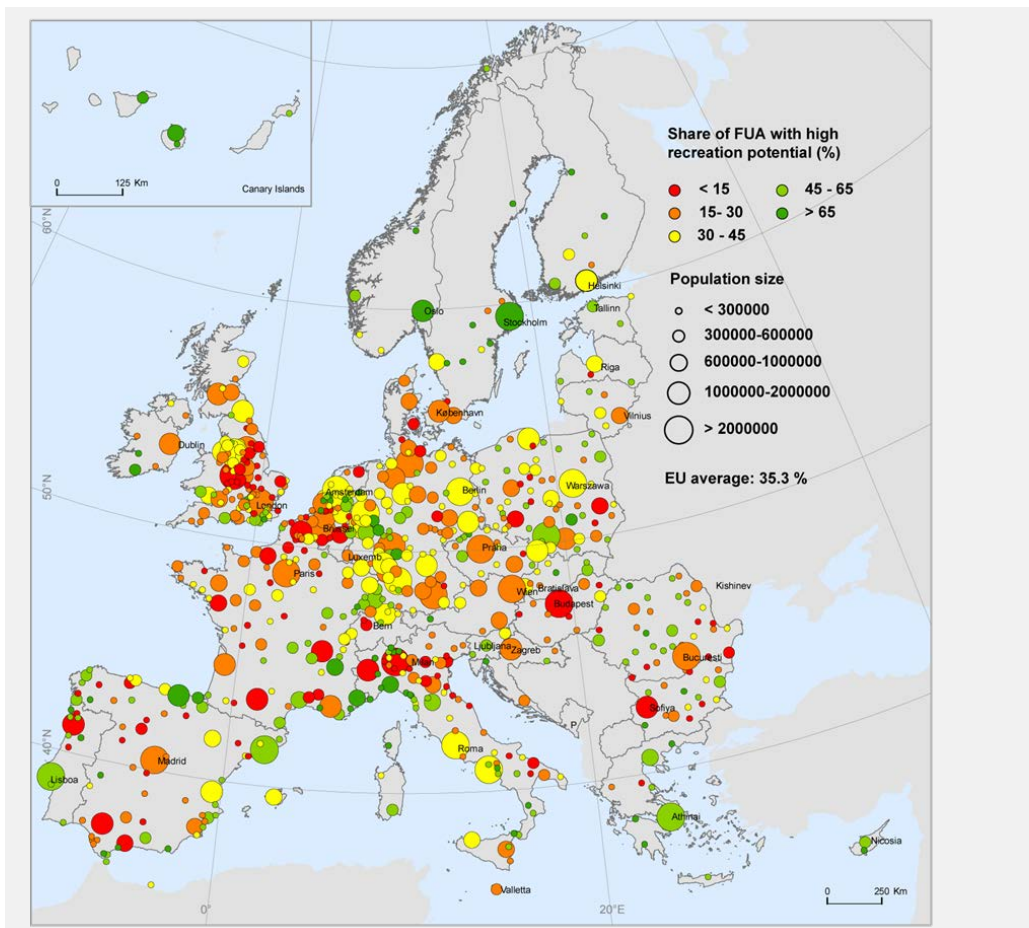 0
125 Km
Canary Islands
60°N
50°N
40°N
0°
20°E
Share of FUA with high
recreation potential (%)
< 15
15- 30
30 - 45
45 - 65
> 65
Population size
< 300000
300000-600000
600000-1000000
1000000-2000000
> 2000000
EU average: 35.3 %
Oslo
Stockholm
Helsinki
Tallinn
Riga
Vilnius
København
Dublin
London
Berlin
Warszawa
Praha
Luxemb
Paris
Wien
Bratislava
Budapest
Kishinev
Bern
Ljubljana
Zagreb
Milan
Bucuresti
Sofiya
P
Roma
Madrid
Lisboa
Athinai
Nicosia
Valletta
0
250 Km